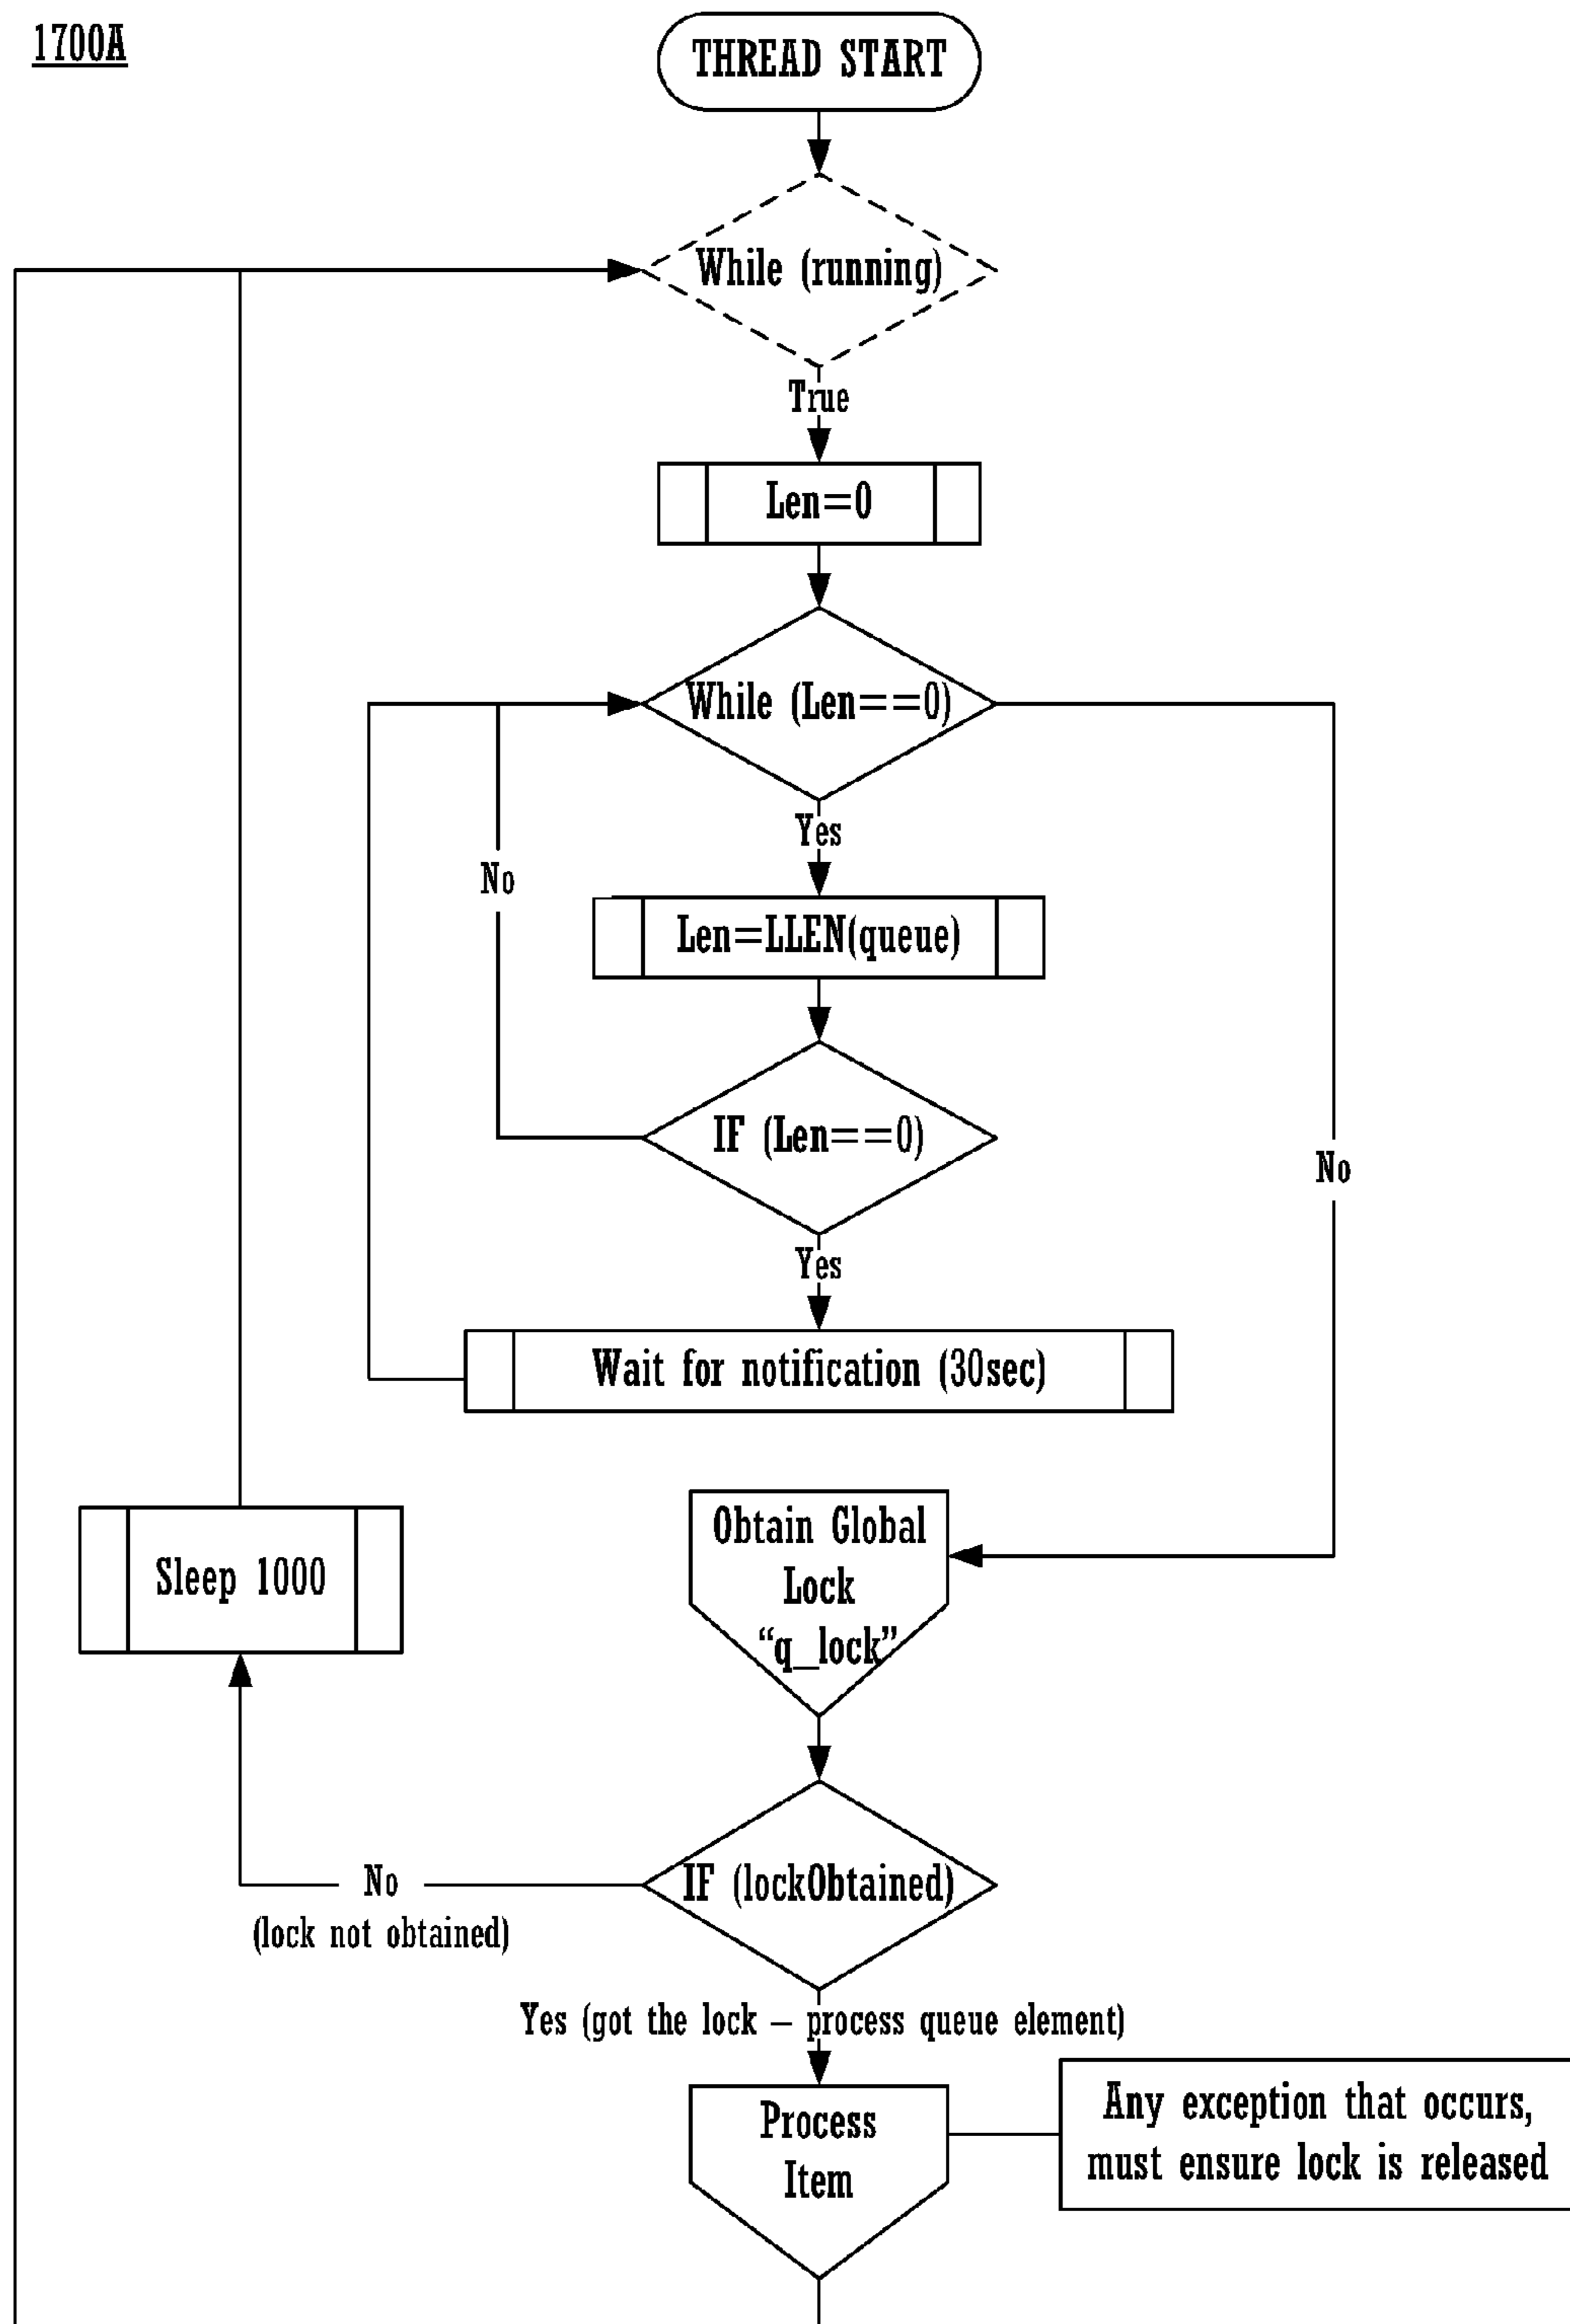 1700A
THREAD START
While (running)
True
Len=0
While (Len==0)
Yes
No
Len=LLEN(queue)
IF (Len==0)
No
Yes
Wait for notification (30sec)
Obtain Global
Lock
“q_lock”
Sleep 1000
IF (lockObtained)
No
(lock not obtained)
Yes (got the lock – process queue element)
Process
Item
Any exception that occurs,
must ensure lock is released